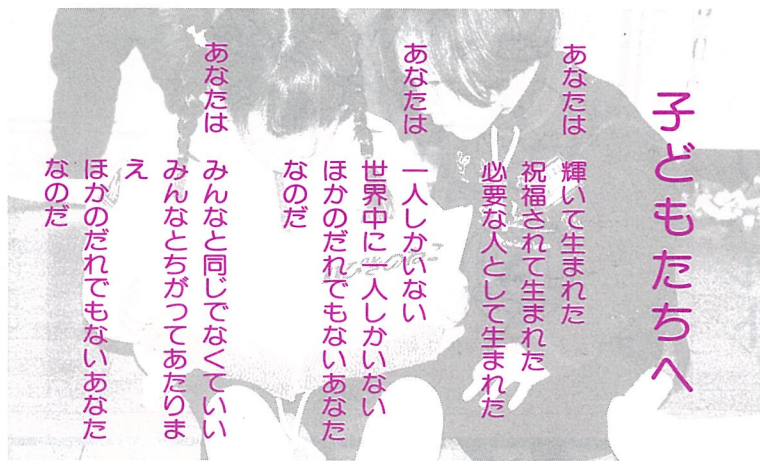 子どもたちへ
あなたは　輝いて生まれた
祝福されて生まれた
必要な人として生まれた
あなたは　一人しかいない
世界中に一人しかいない
ほかのだれでもないあなた
なのだ
あなたは　みんなと同じでなくていい
みんなとちがってあたりま
え
ほかのだれでもないあなた
なのだ